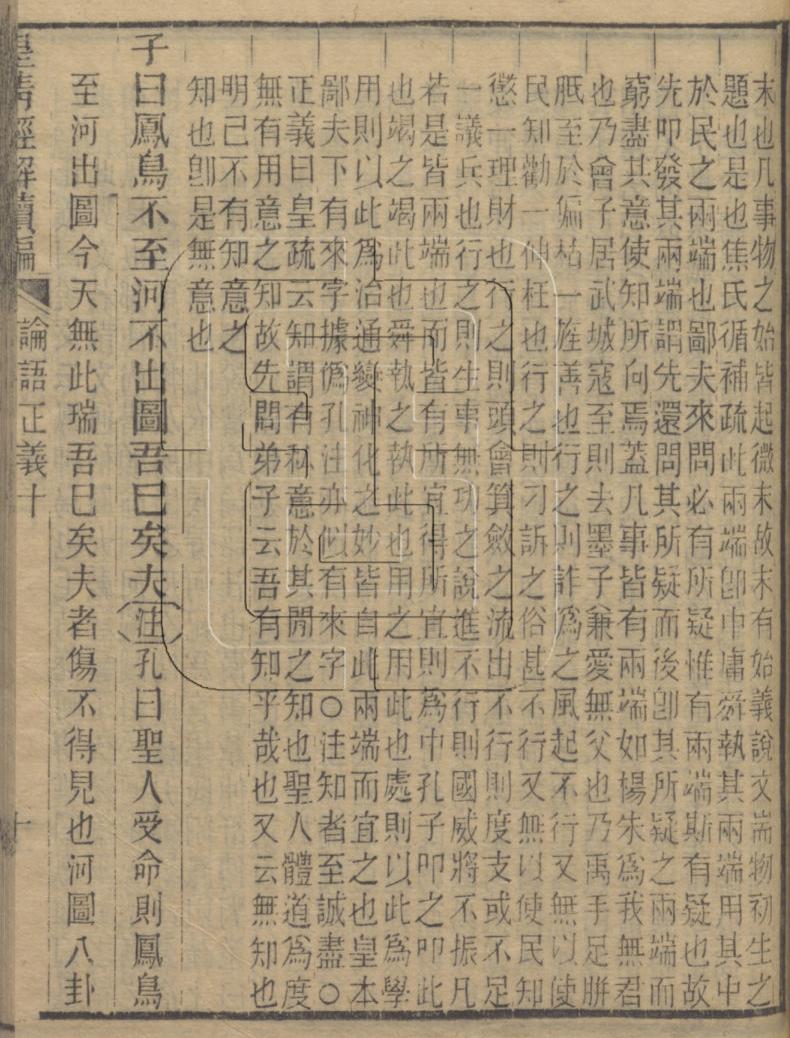 末也凡事物之始皆起微末故末有始義說文耑物初生之
題也是也焦氏循補疏此兩端卽中庸舜執其兩端用其中
於民之兩端也鄙夫來問必有所疑惟有兩端斯有疑也故
先叩發其兩端謂先還問其所疑而後卽其所疑之兩端而
窮盡其意使知所向焉蓋凡事皆有兩端如楊朱爲我無君
也乃曾子居武城寇至則去墨子兼愛無父也乃禹手足胼
胝至於偏枯一旌善也行之則詐僞之風起不行又無以使
民知勸一伸枉也行之則刁訴之俗甚不行又無以使民知
懲一理財也行之則頭會箕斂之流出不行則度支或不足
一議兵也行之則生事無功之說進不行則國威將不振凡
若是皆兩端也而皆有所宜得所宜則爲中孔子叩之叩此
也竭之竭此也舜執之執此也用之用此也處則以此爲學
用則以此爲治通變神化之妙皆自此兩端而宜之也皇本
鄙夫下有來字據僞孔注亦似有來字○注知者至誠盡○
正義曰皇疏云知謂有私意於其閒之知也聖人體道爲度
無有用意之知故先問弟子云吾有知乎哉也又云無知也
明己不有知意之
知也卽是無意也
子曰鳳鳥不至河不出圖吾已矣夫注孔曰聖人受命則鳳鳥
至河出圖今天無此瑞吾已矣夫者傷不得見也河圖八卦
皇清經解續編 論語正義十 十